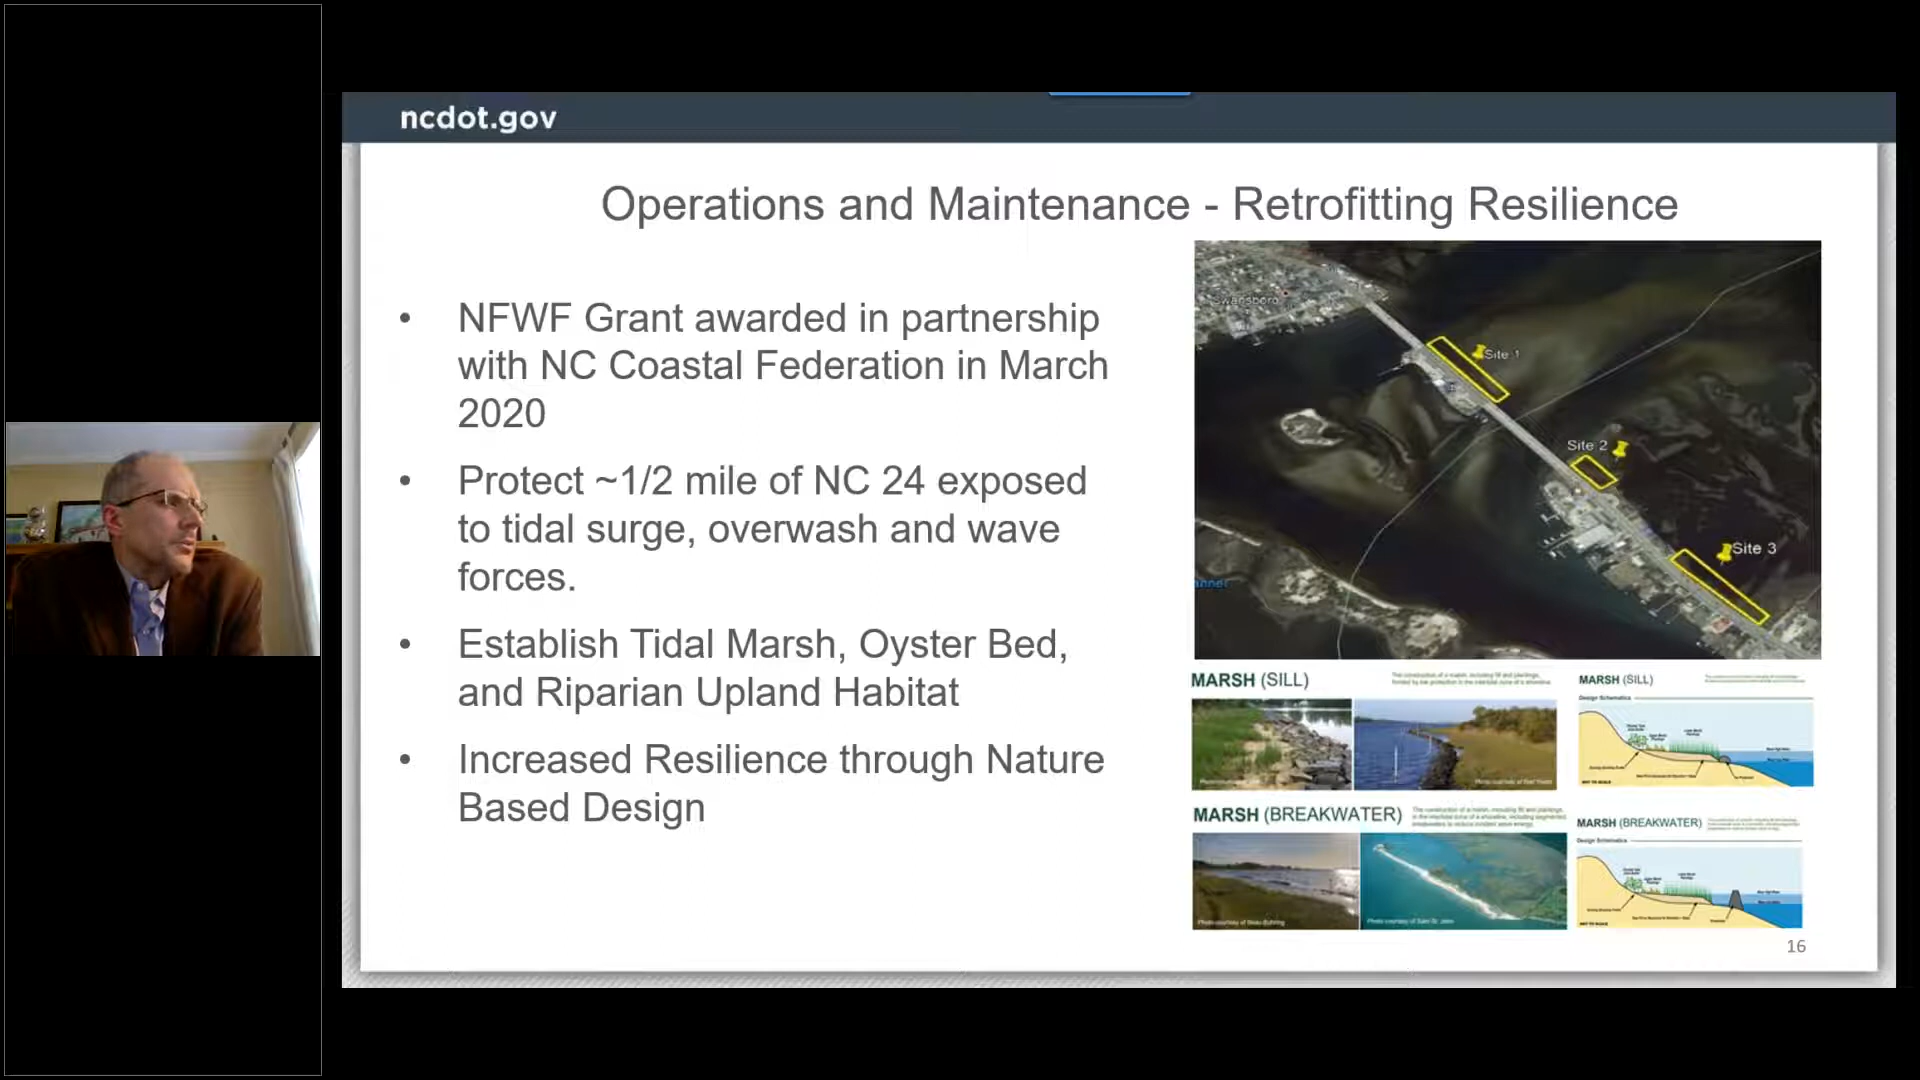 ncdot.gov
Operations and Maintenance - Retrofitting Resilience
• NFWF Grant awarded in partnership
with NC Coastal Federation in March
2020
• Protect ~1/2 mile of NC 24 exposed
to tidal surge, overwash and wave
forces.
• Establish Tidal Marsh, Oyster Bed,
and Riparian Upland Habitat
• Increased Resilience through Nature
Based Design
Swansboro
Site 1
Site 2
Site 3
MARSH (SILL)
MARSH (SILL)
Design Schematics
MARSH (BREAKWATER)
MARSH (BREAKWATER)
Design Schematics
16